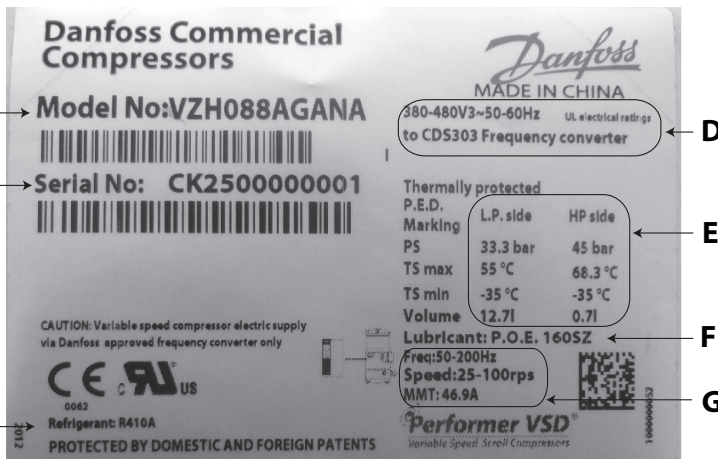 Danfoss Commercial
Compressors
Danfoss
MADE IN CHINA
Model No:VZH088AGANA
380-480V3~50-60Hz UL electrical ratings
to CDS303 Frequency converter
D
Serial No: CK2500000001
Thermally protected
P.E.D.
Marking L.P. side HP side
E
PS 33.3 bar 45 bar
TS max 55 °C 68.3 °C
TS min -35 °C -35 °C
Volume 12.7l 0.7l
Lubricant: P.O.E. 160SZ
F
CAUTION: Variable speed compressor electric supply
via Danfoss approved frequency converter only
Freq:50-200Hz
Speed:25-100rps
MMT: 46.9A
G
CE c RU US
0062
Refrigerant: R410A
2012
PROTECTED BY DOMESTIC AND FOREIGN PATENTS
Performer VSD®
Variable Speed Scroll Compressors